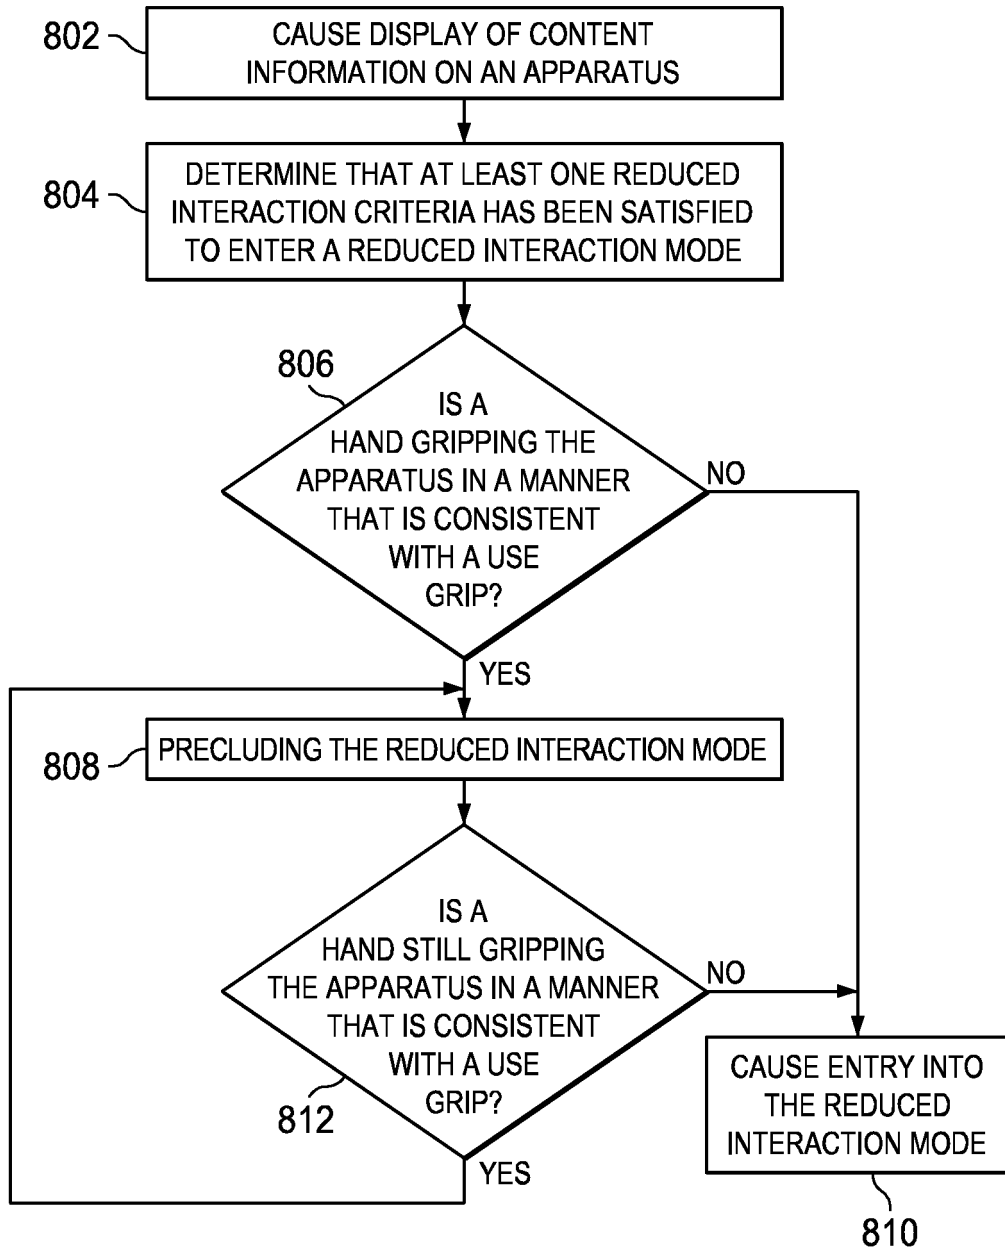 802
CAUSE DISPLAY OF CONTENT
INFORMATION ON AN APPARATUS
804
DETERMINE THAT AT LEAST ONE REDUCED
INTERACTION CRITERIA HAS BEEN SATISFIED
TO ENTER A REDUCED INTERACTION MODE
806
IS A
HAND GRIPPING THE
APPARATUS IN A MANNER
THAT IS CONSISTENT
WITH A USE
GRIP?
NO
YES
808
PRECLUDING THE REDUCED INTERACTION MODE
IS A
HAND STILL GRIPPING
THE APPARATUS IN A MANNER
THAT IS CONSISTENT
WITH A USE
GRIP?
812
NO
YES
CAUSE ENTRY INTO
THE REDUCED
INTERACTION MODE
810